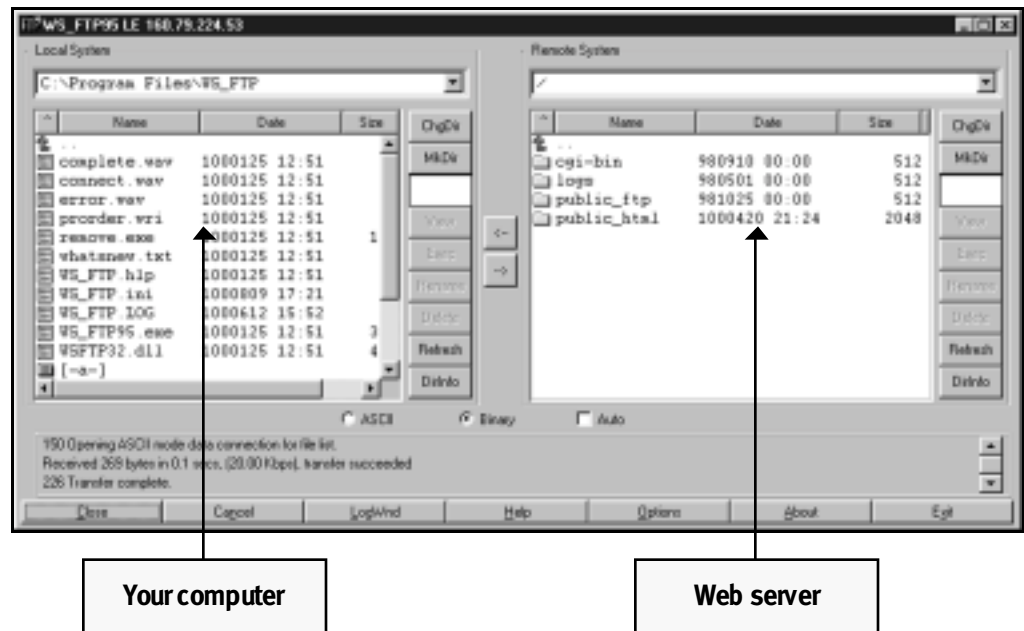 WS_FTP95 LE 160.79.224.53
Local System
C:\Program Files\WS_FTP
Name Date Size
..
complete.wav 1000125 12:51
connect.wav 1000125 12:51
error.wav 1000125 12:51
prorder.wri 1000125 12:51
remove.exe 1000125 12:51 1
whatsnew.txt 1000125 12:51
WS_FTP.hlp 1000125 12:51
WS_FTP.ini 1000809 17:21
WS_FTP.LOG 1000612 15:52
WS_FTP95.exe 1000125 12:51 3
WSFTP32.dll 1000125 12:51 4
[-a-]
ChgDir
MkDir
View
Exec
Rename
Delete
Refresh
DirInfo
<-
->
Remote System
/
Name Date Size
..
cgi-bin 980910 00:00 512
logs 980501 00:00 512
public_ftp 981025 00:00 512
public_html 1000420 21:24 2048
ChgDir
MkDir
View
Exec
Rename
Delete
Refresh
DirInfo
ASCII Binary Auto
150 Opening ASCII mode data connection for file list.
Received 269 bytes in 0.1 secs, (20.00 Kbps), transfer succeeded
226 Transfer complete.
Close Cancel LogWnd Help Options About Exit
Your computer
Web server